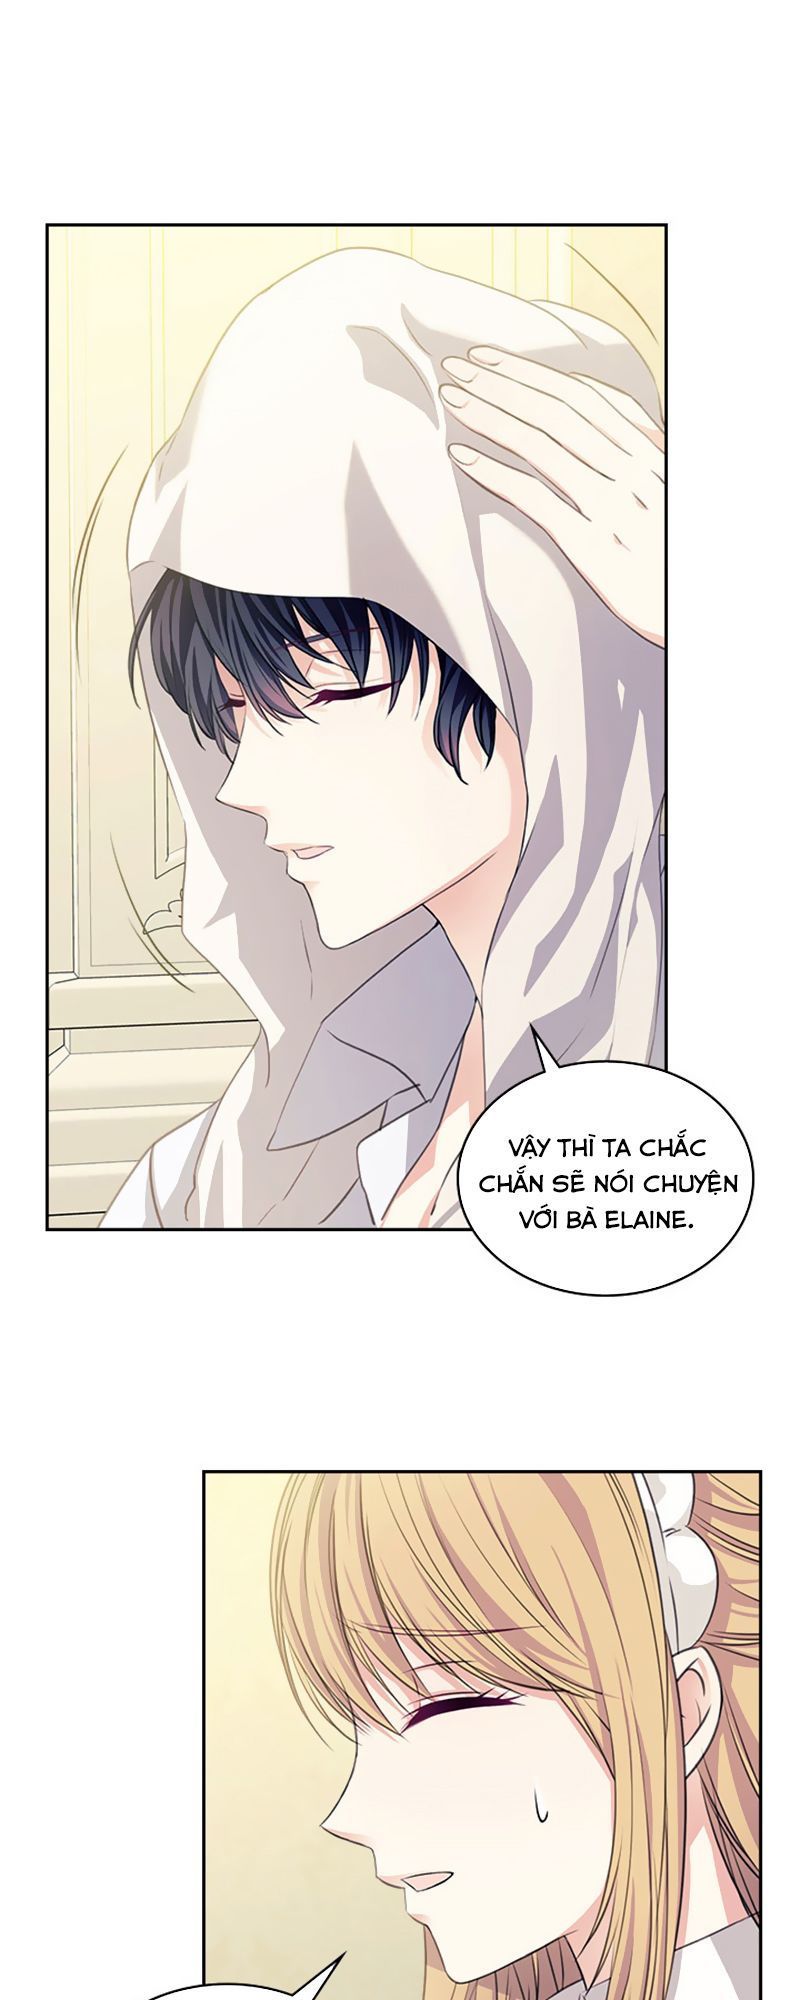 VẬY THÌ TA CHẮC
CHẮN SẼ NÓI CHUYỆN
VỚI BÀ ELAINE.